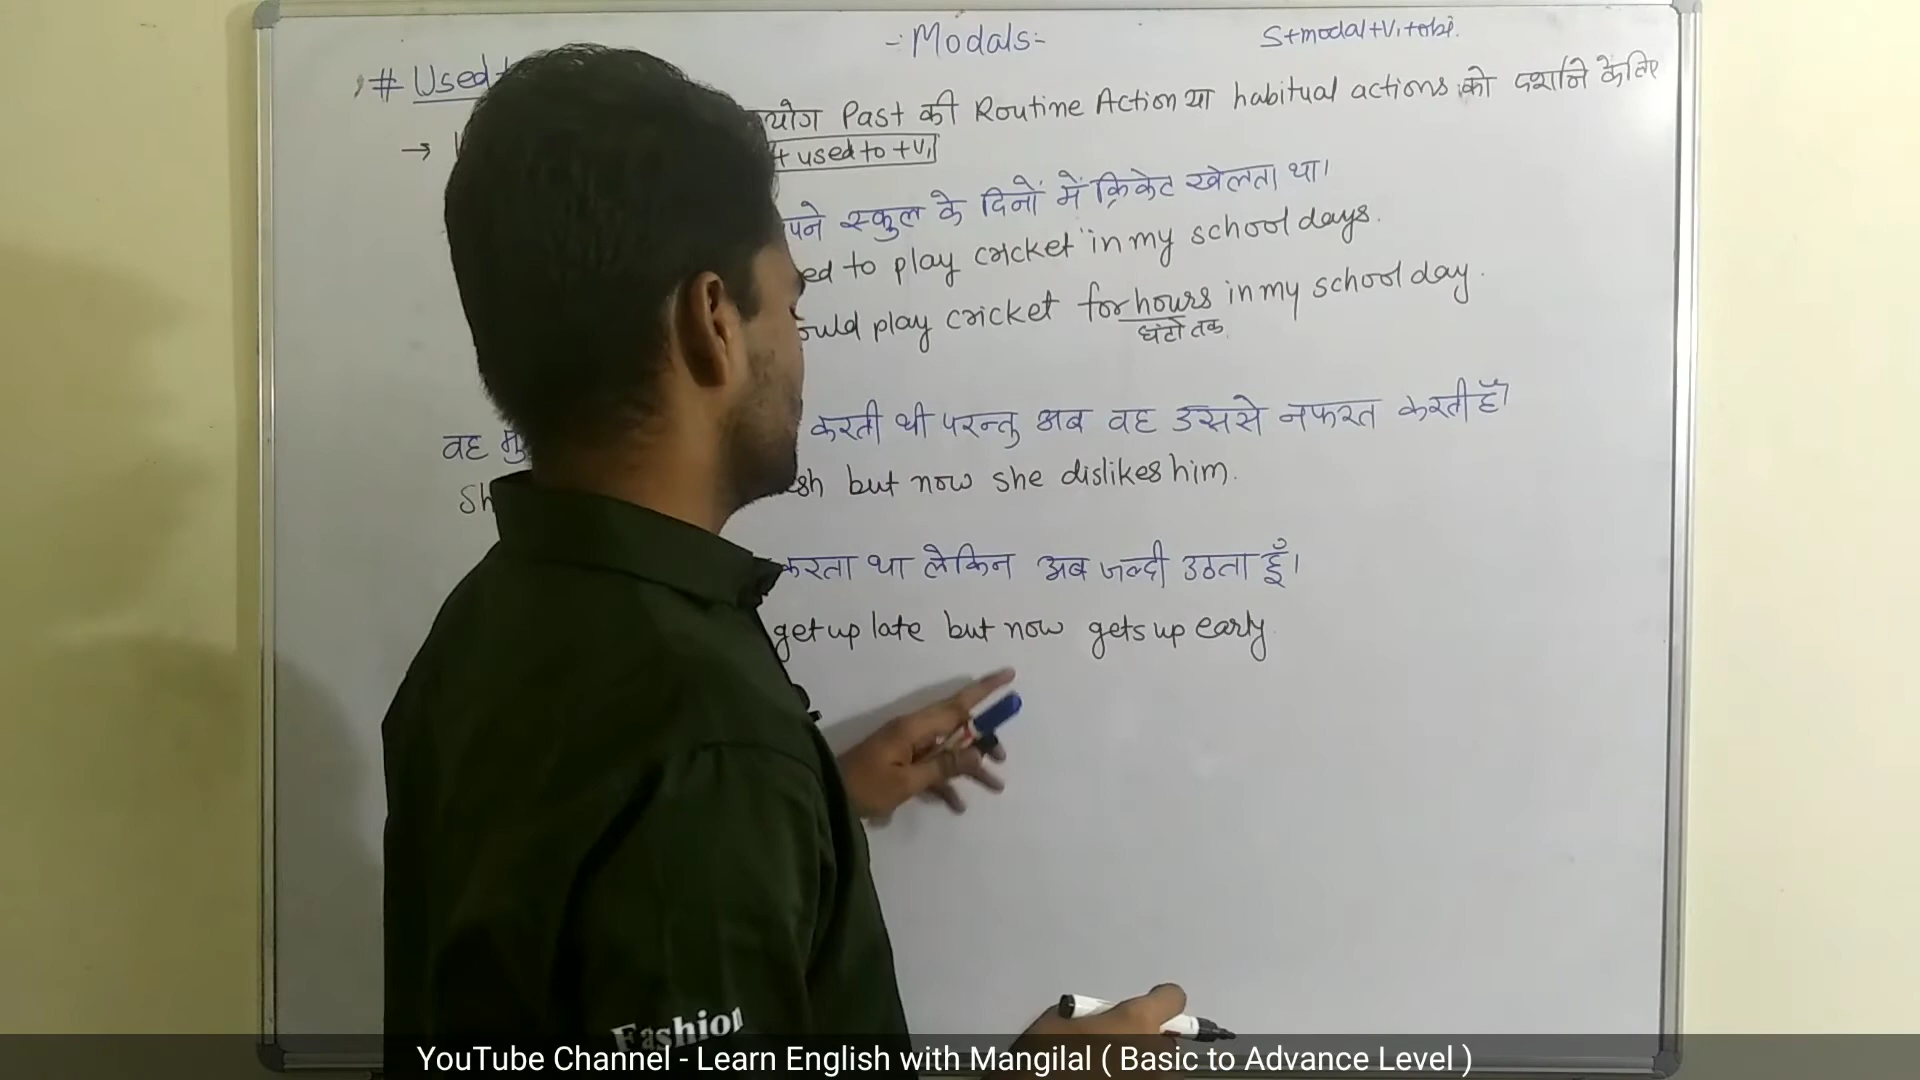 -: Modals:-
S+modal+V₁+obj.
# Used
→ योग Past की Routine Action या habitual actions को दर्शाने के लिए
+ used to + V₁
पने स्कुल के दिनों में क्रिकेट खेलता था।
ed to play cricket in my school days.
ould play cricket for hours in my school day.
घंटो तक
वह मु करती थी परन्तु अब वह उससे नफरत करती हैं।
Sh esh but now she dislikes him.
करता था लेकिन अब जल्दी उठता हूँ।
get up late but now gets up early
Fashion
YouTube Channel - Learn English with Mangilal ( Basic to Advance Level )